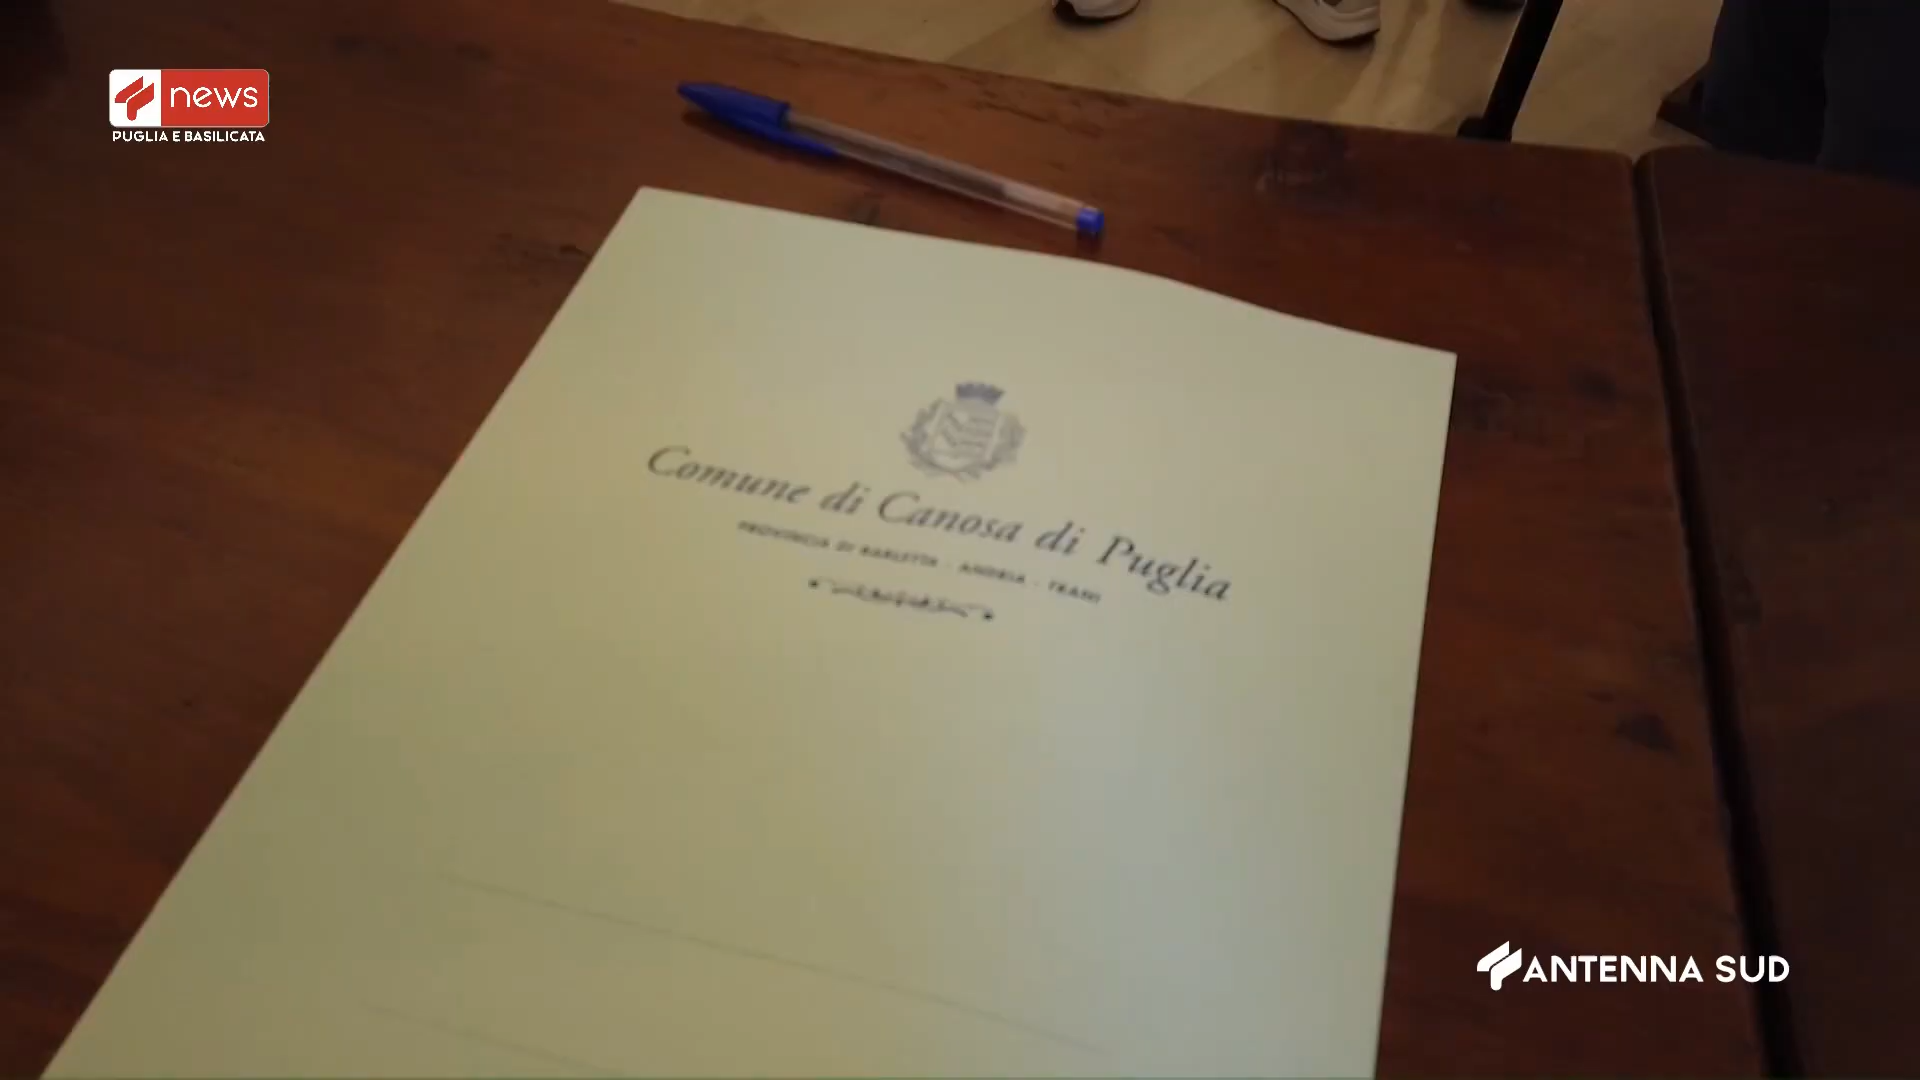 news
PUGLIA E BASILICATA
Comune di Canosa di Puglia
PROVINCIA DI BARLETTA - ANDRIA - TRANI
ANTENNA SUD